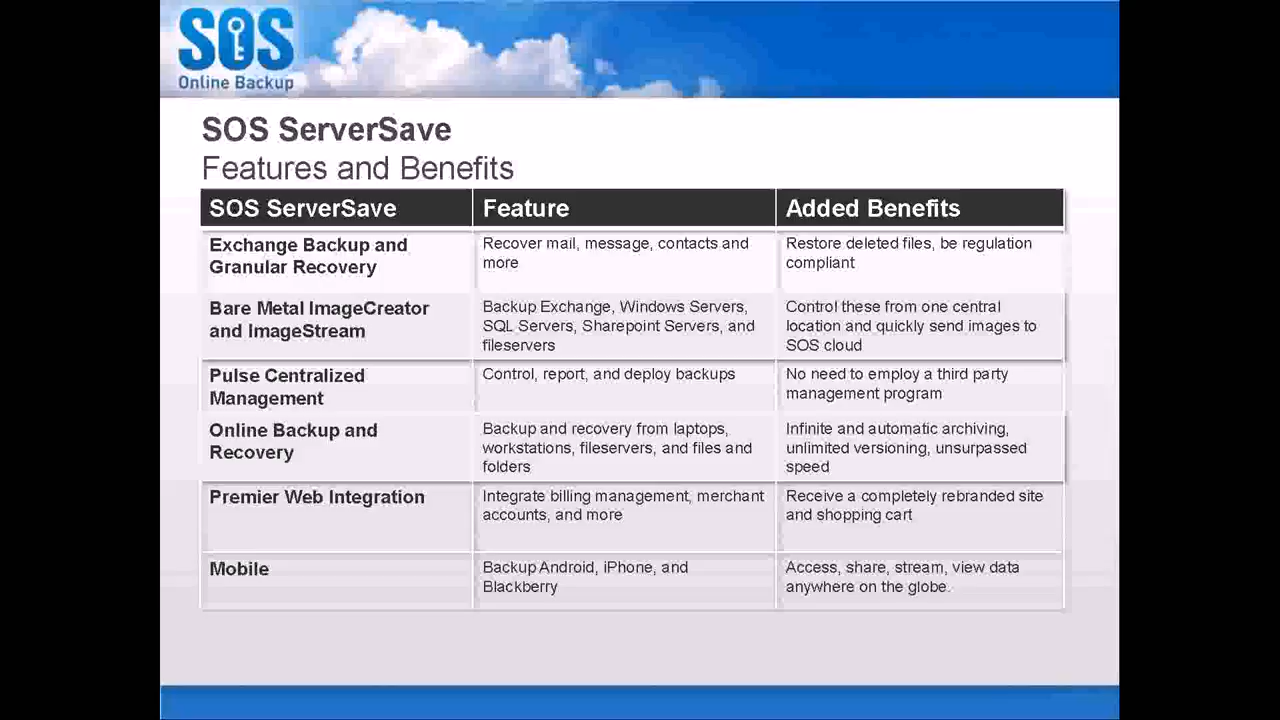 SOS
Online Backup
SOS ServerSave
Features and Benefits
SOS ServerSave
Feature
Added Benefits
Exchange Backup and
Granular Recovery
Recover mail, message, contacts and
more
Restore deleted files, be regulation
compliant
Bare Metal ImageCreator
and ImageStream
Backup Exchange, Windows Servers,
SQL Servers, Sharepoint Servers, and
fileservers
Control these from one central
location and quickly send images to
SOS cloud
Pulse Centralized
Management
Control, report, and deploy backups
No need to employ a third party
management program
Online Backup and
Recovery
Backup and recovery from laptops,
workstations, fileservers, and files and
folders
Infinite and automatic archiving,
unlimited versioning, unsurpassed
speed
Premier Web Integration
Integrate billing management, merchant
accounts, and more
Receive a completely rebranded site
and shopping cart
Mobile
Backup Android, iPhone, and
Blackberry
Access, share, stream, view data
anywhere on the globe.